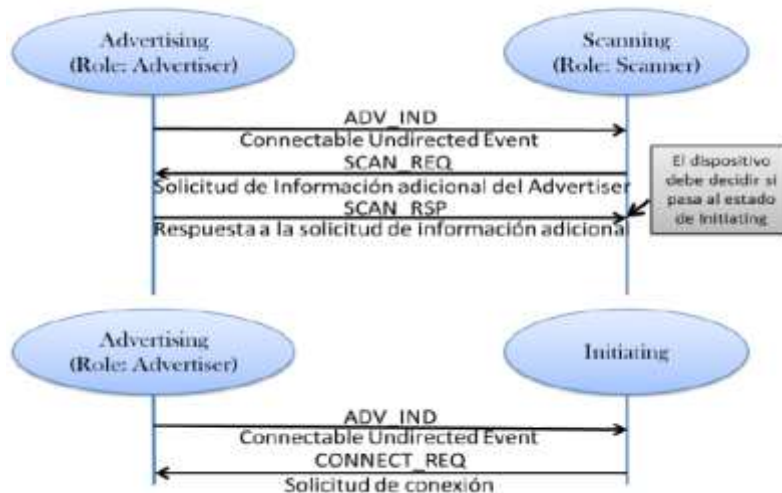 Advertising
(Role: Advertiser)
Scanning
(Role: Scanner)
ADV_IND
Connectable Undirected Event
SCAN_REQ
Solicitud de Información adicional del Advertiser
SCAN_RSP
Respuesta a la solicitud de información adiciona
El dispositivo
debe decidir si
pasa al estado
de Initiating
Advertising
(Role: Advertiser)
Initiating
ADV_IND
Connectable Undirected Event
CONNECT_REQ
Solicitud de conexión